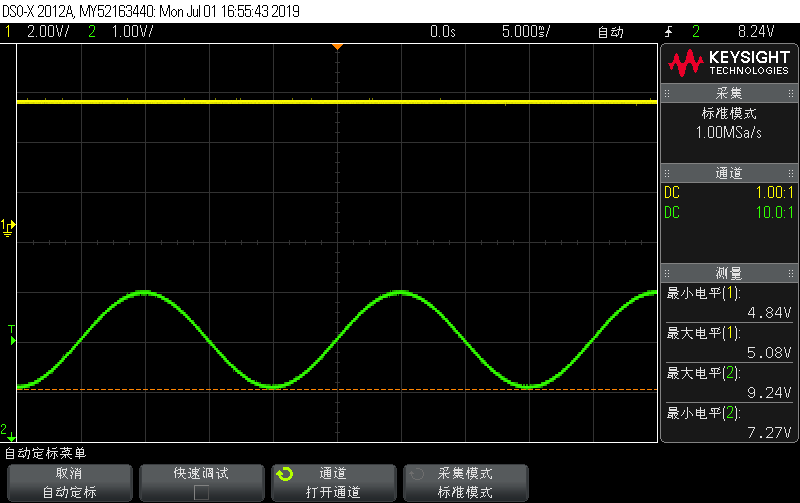 DSO-X 2012A, MY52163440: Mon Jul 01 16:55:43 2019
1 2.00V/ 2 1.00V/ 0.0s 5.000ms/ 自动 2 8.24V
KEYSIGHT
TECHNOLOGIES
采集
标准模式
1.00MSa/s
通道
DC 1.00:1
DC 10.0:1
1
测量
最小电平(1):
4.84V
T
最大电平(1):
5.08V
最大电平(2):
9.24V
最小电平(2):
7.27V
2
自动定标菜单
取消
自动定标
快速调试
通道
打开通道
采集模式
标准模式